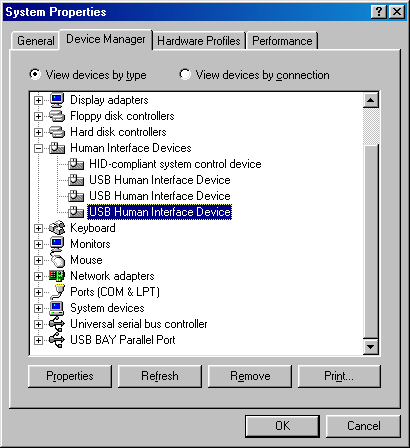 System Properties
General Device Manager Hardware Profiles Performance
View devices by type View devices by connection
Display adapters
Floppy disk controllers
Hard disk controllers
Human Interface Devices
HID-compliant system control device
USB Human Interface Device
USB Human Interface Device
USB Human Interface Device
Keyboard
Monitors
Mouse
Network adapters
Ports (COM & LPT)
System devices
Universal serial bus controller
USB BAY Parallel Port
Properties Refresh Remove Print...
OK Cancel